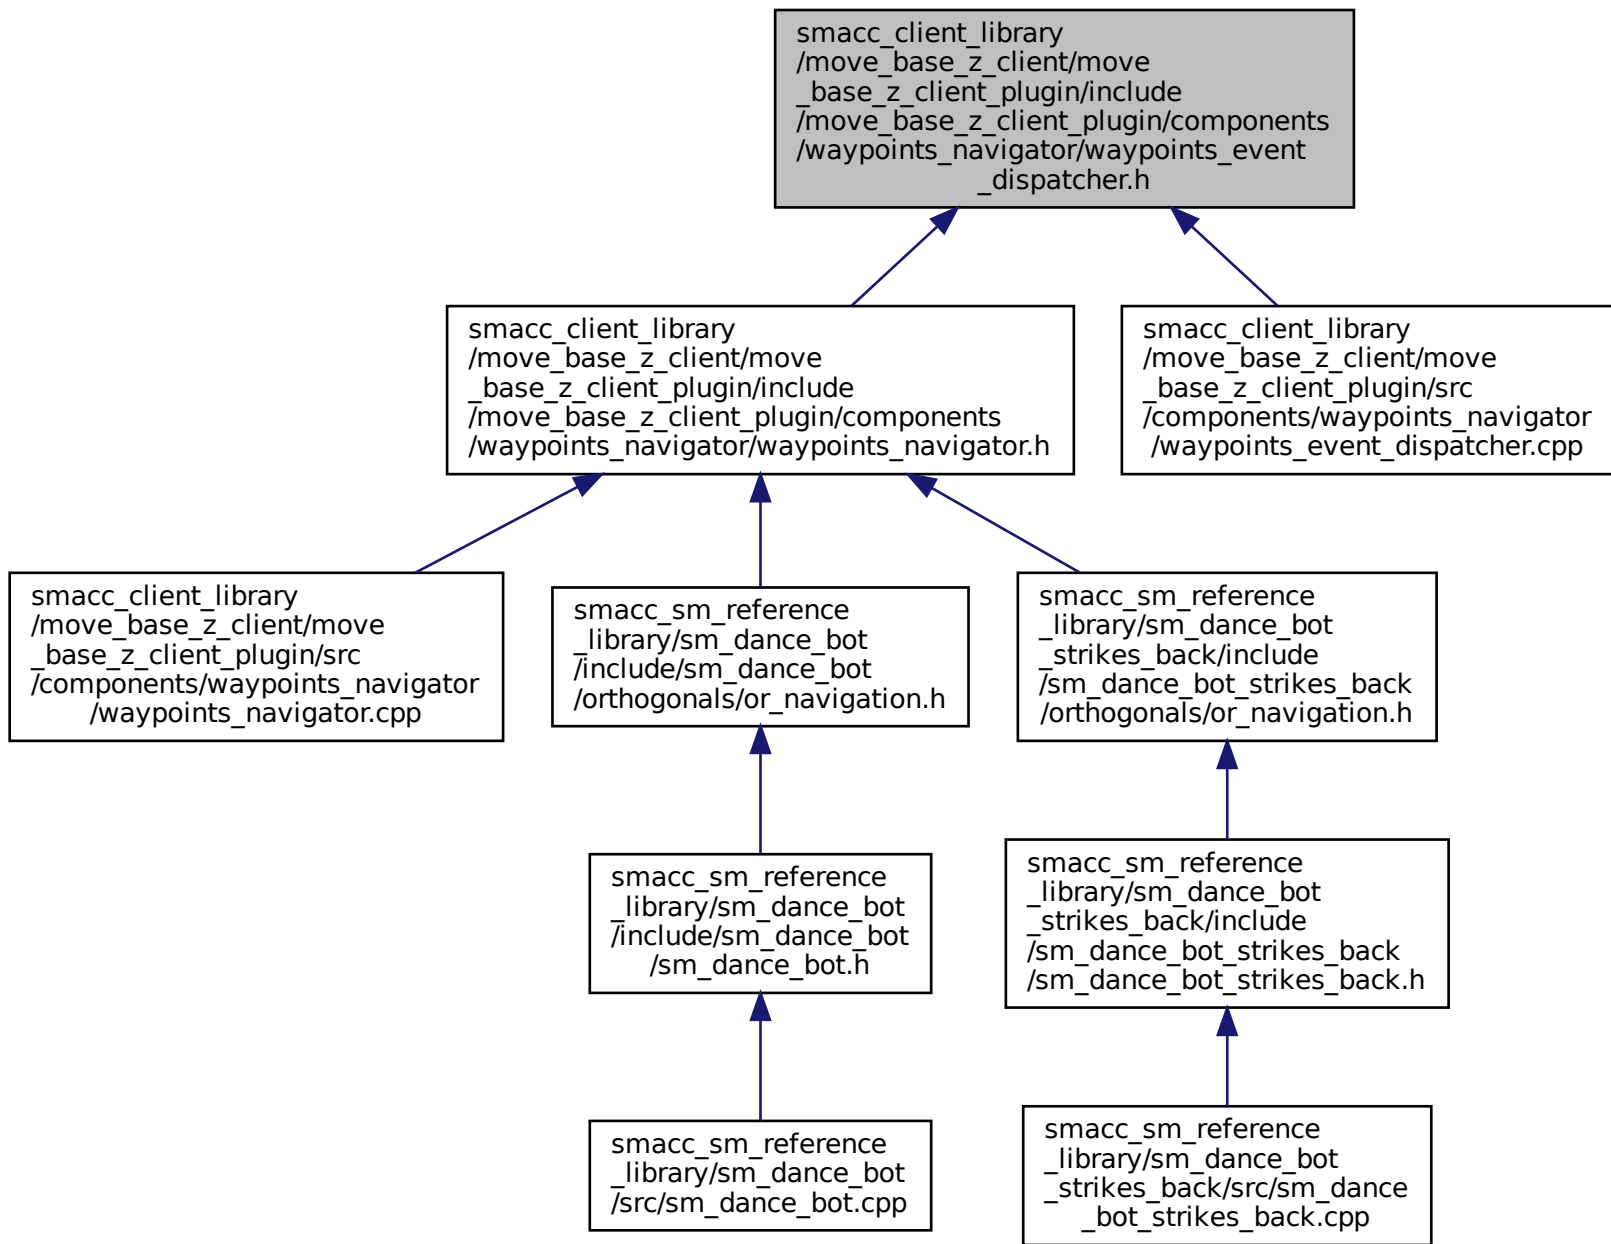 smacc_client_library
/move_base_z_client/move
_base_z_client_plugin/include
/move_base_z_client_plugin/components
/waypoints_navigator/waypoints_event
_dispatcher.h
smacc_client_library
/move_base_z_client/move
_base_z_client_plugin/include
/move_base_z_client_plugin/components
/waypoints_navigator/waypoints_navigator.h
smacc_client_library
/move_base_z_client/move
_base_z_client_plugin/src
/components/waypoints_navigator
/waypoints_event_dispatcher.cpp
smacc_client_library
/move_base_z_client/move
_base_z_client_plugin/src
/components/waypoints_navigator
/waypoints_navigator.cpp
smacc_sm_reference
_library/sm_dance_bot
/include/sm_dance_bot
/orthogonals/or_navigation.h
smacc_sm_reference
_library/sm_dance_bot
_strikes_back/include
/sm_dance_bot_strikes_back
/orthogonals/or_navigation.h
smacc_sm_reference
_library/sm_dance_bot
/include/sm_dance_bot
/sm_dance_bot.h
smacc_sm_reference
_library/sm_dance_bot
_strikes_back/include
/sm_dance_bot_strikes_back
/sm_dance_bot_strikes_back.h
smacc_sm_reference
_library/sm_dance_bot
/src/sm_dance_bot.cpp
smacc_sm_reference
_library/sm_dance_bot
_strikes_back/src/sm_dance
_bot_strikes_back.cpp